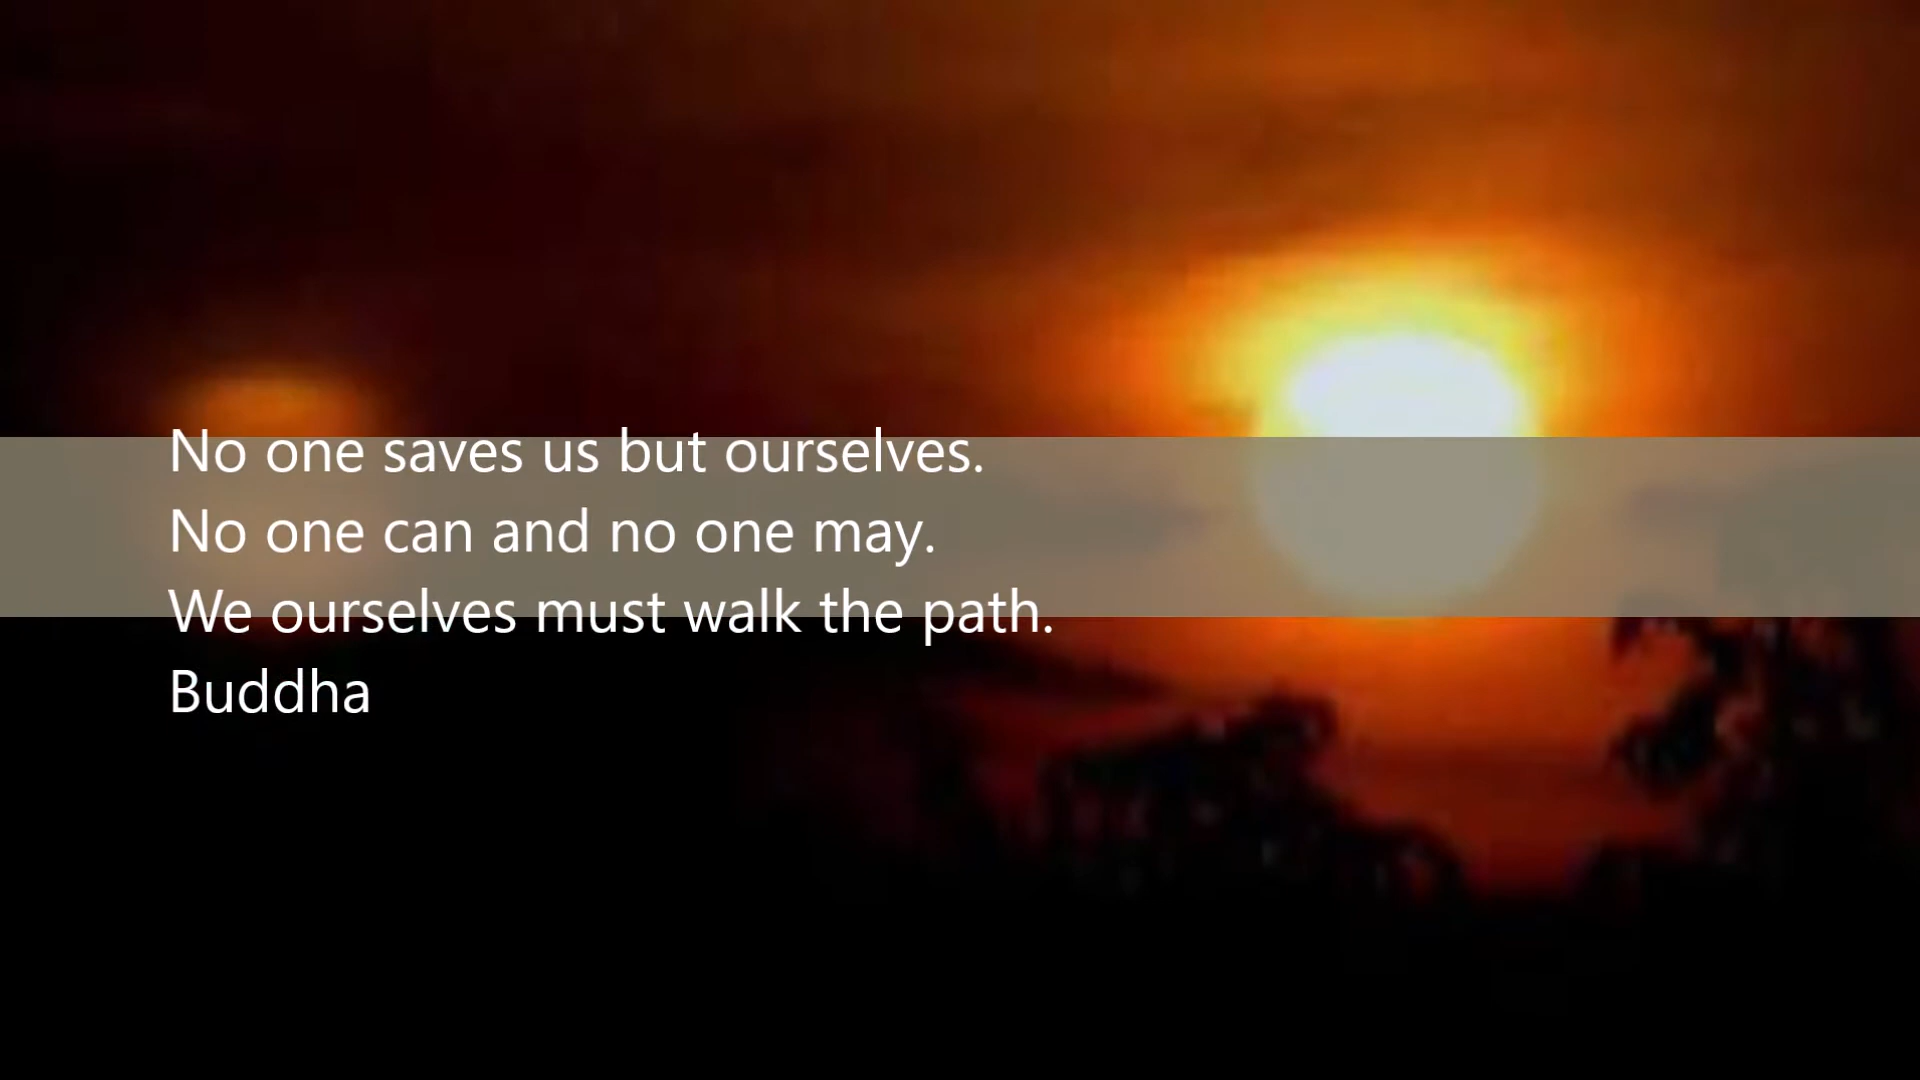 No one saves us but ourselves.
No one can and no one may.
We ourselves must walk the path.
Buddha